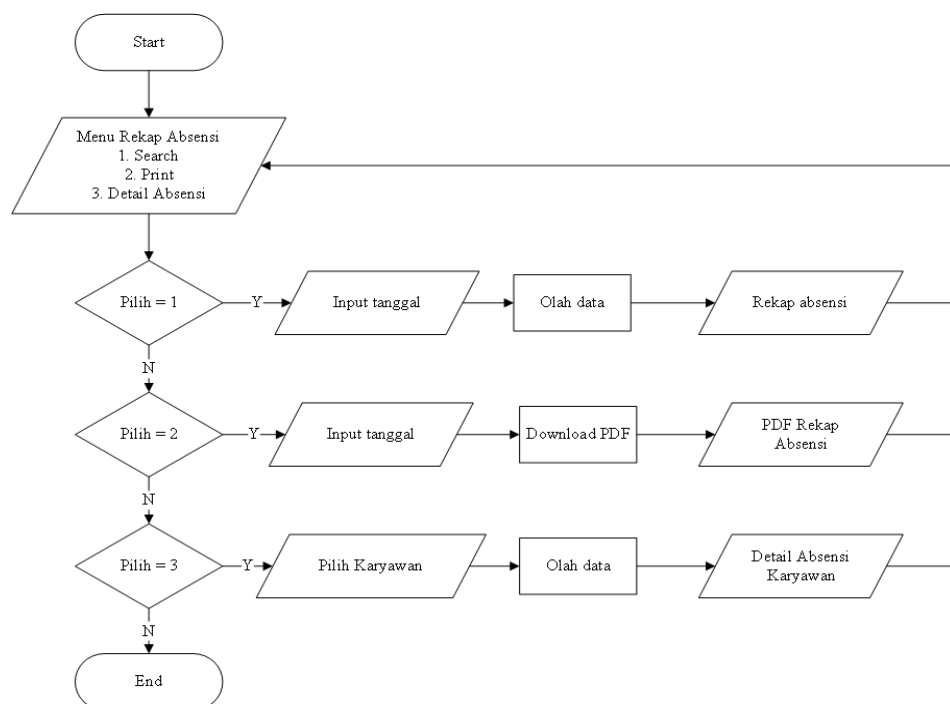 Start
Menu Rekap Absensi
1. Search
2. Print
3. Detail Absensi
Pilih = 1
Y
Input tanggal
Olah data
Rekap absensi
N
Pilih = 2
Y
Input tanggal
Download PDF
PDF Rekap
Absensi
N
Pilih = 3
Y
Pilih Karyawan
Olah data
Detail Absensi
Karyawan
N
End